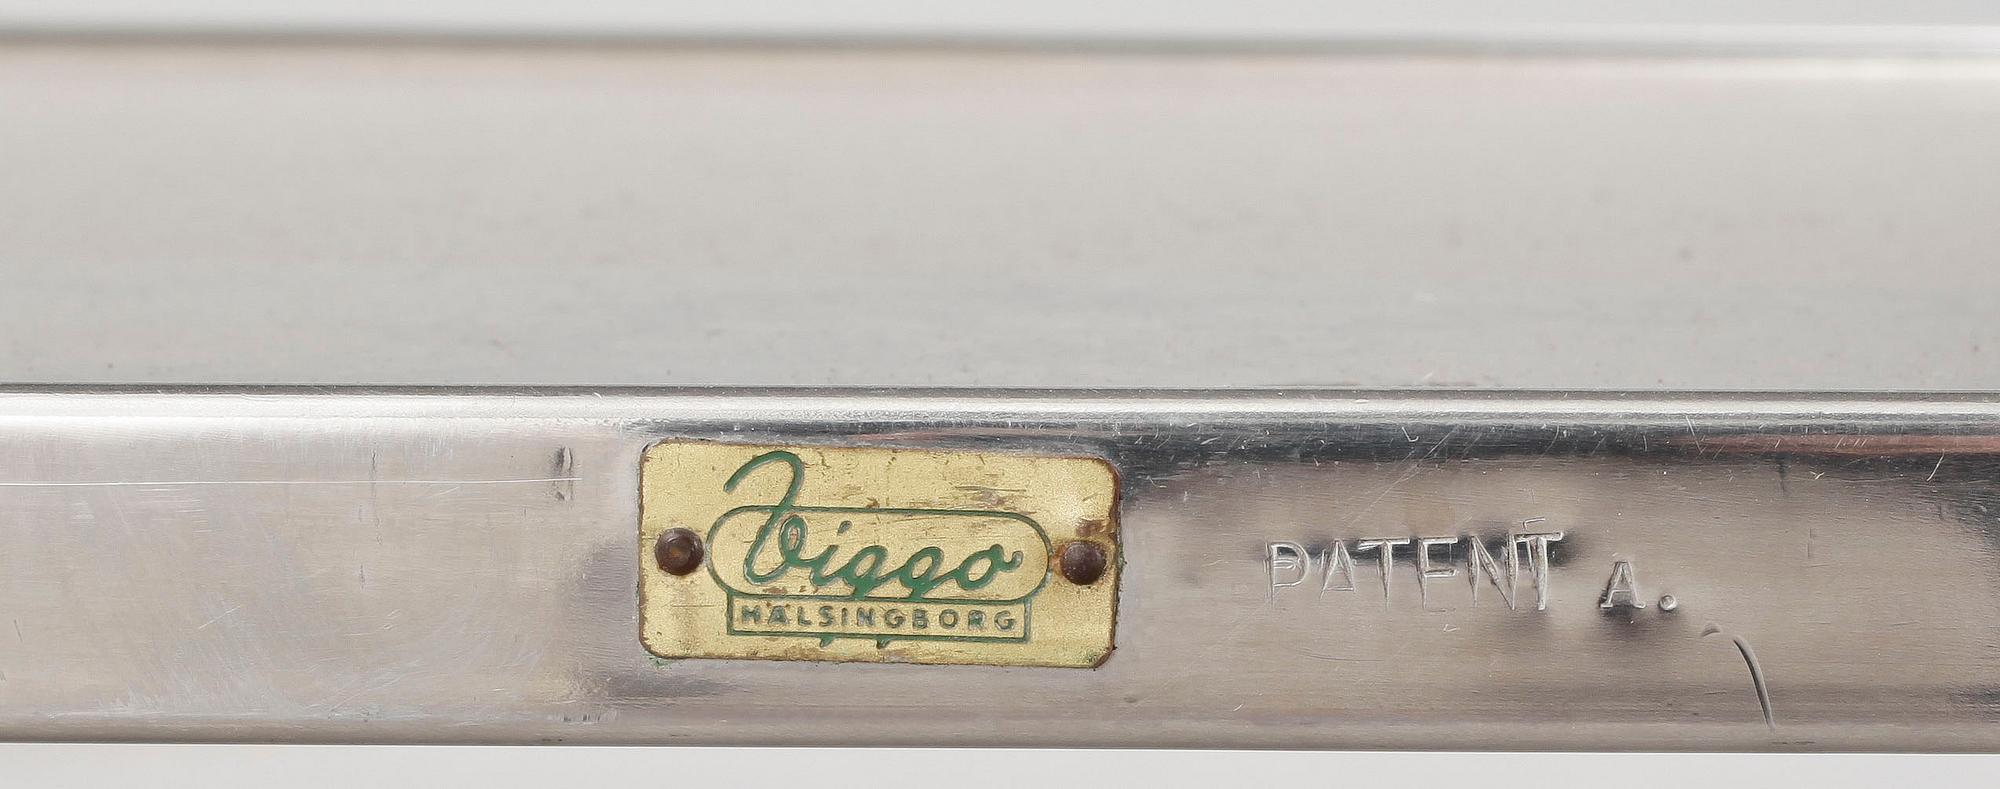 Viggo
HÄLSINGBORG
PATENT A.